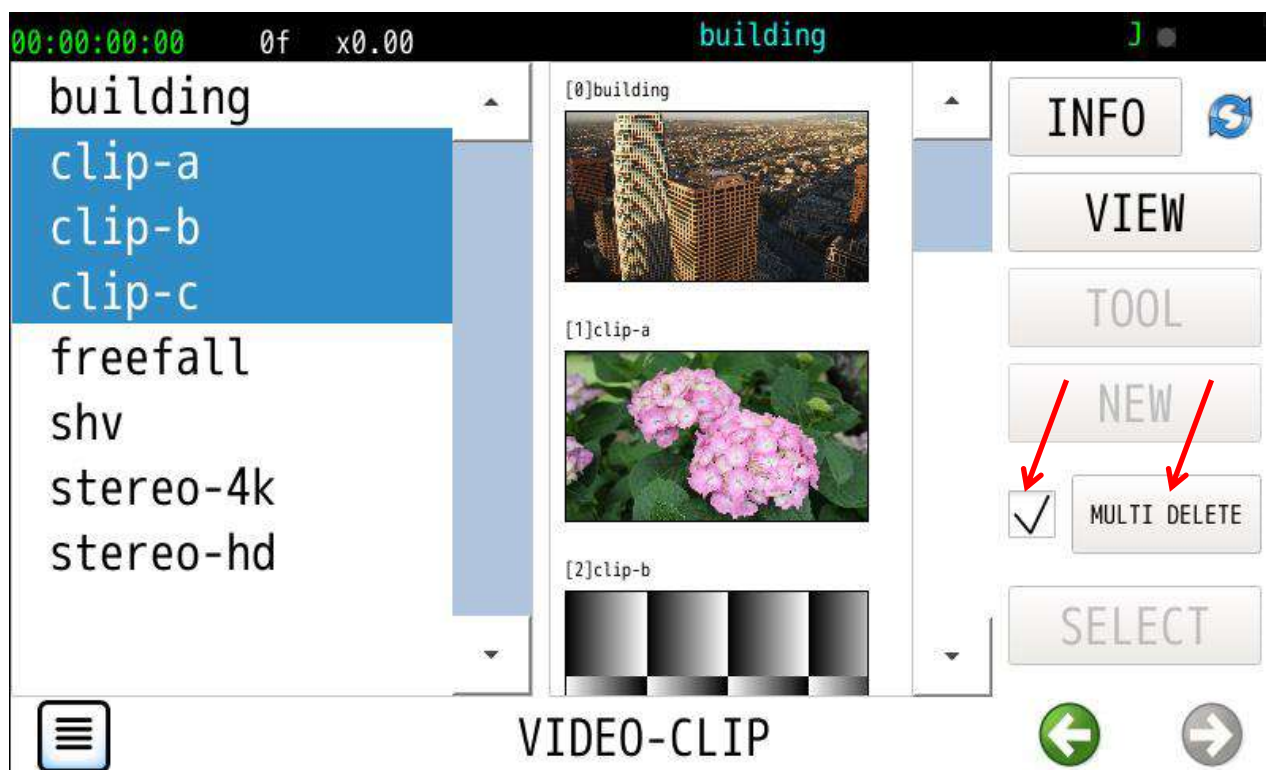 00:00:00:00 0f x0.00 building J
building
clip-a
clip-b
clip-c
freefall
shv
stereo-4k
stereo-hd
[0]building
[1]clip-a
[2]clip-b
INFO
VIEW
TOOL
NEW
MULTI DELETE
SELECT
VIDEO-CLIP